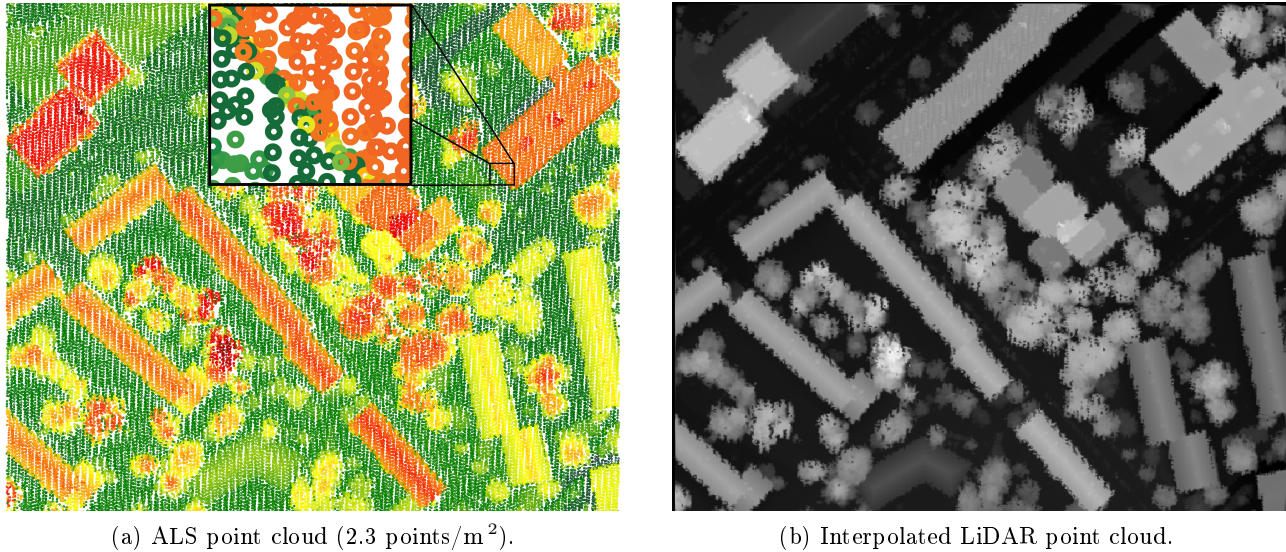 (a) ALS point cloud (2.3 points/m²).
(b) Interpolated LiDAR point cloud.